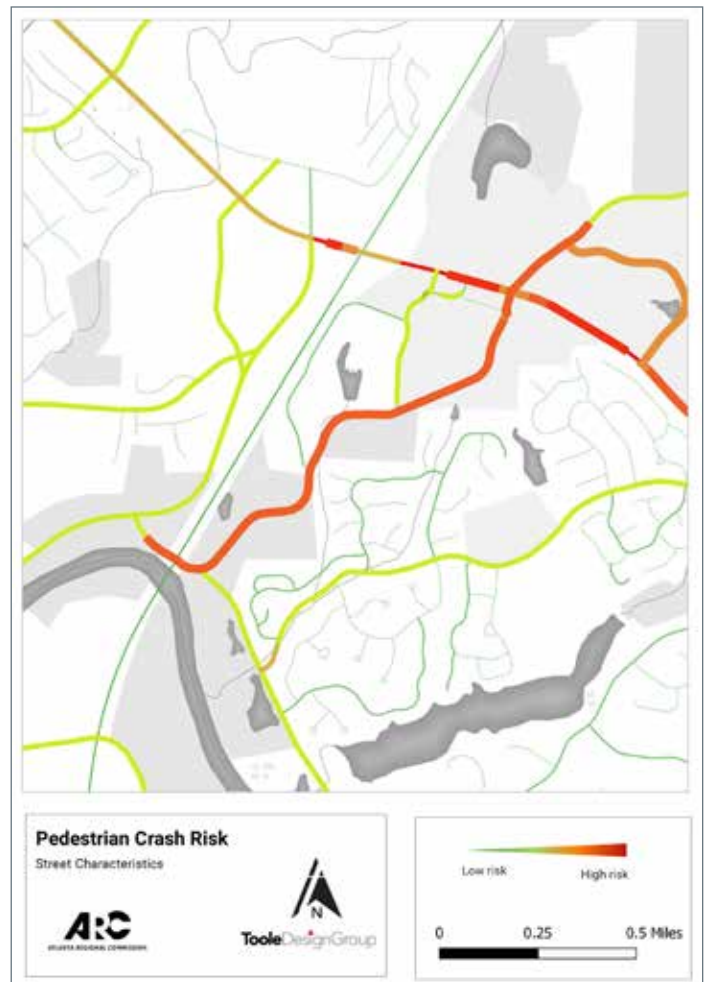 Pedestrian Crash Risk
Street Characteristics
ARC
ATLANTA REGIONAL COMMISSION
N
TooleDesignGroup
Low risk
High risk
0 0.25 0.5 Miles